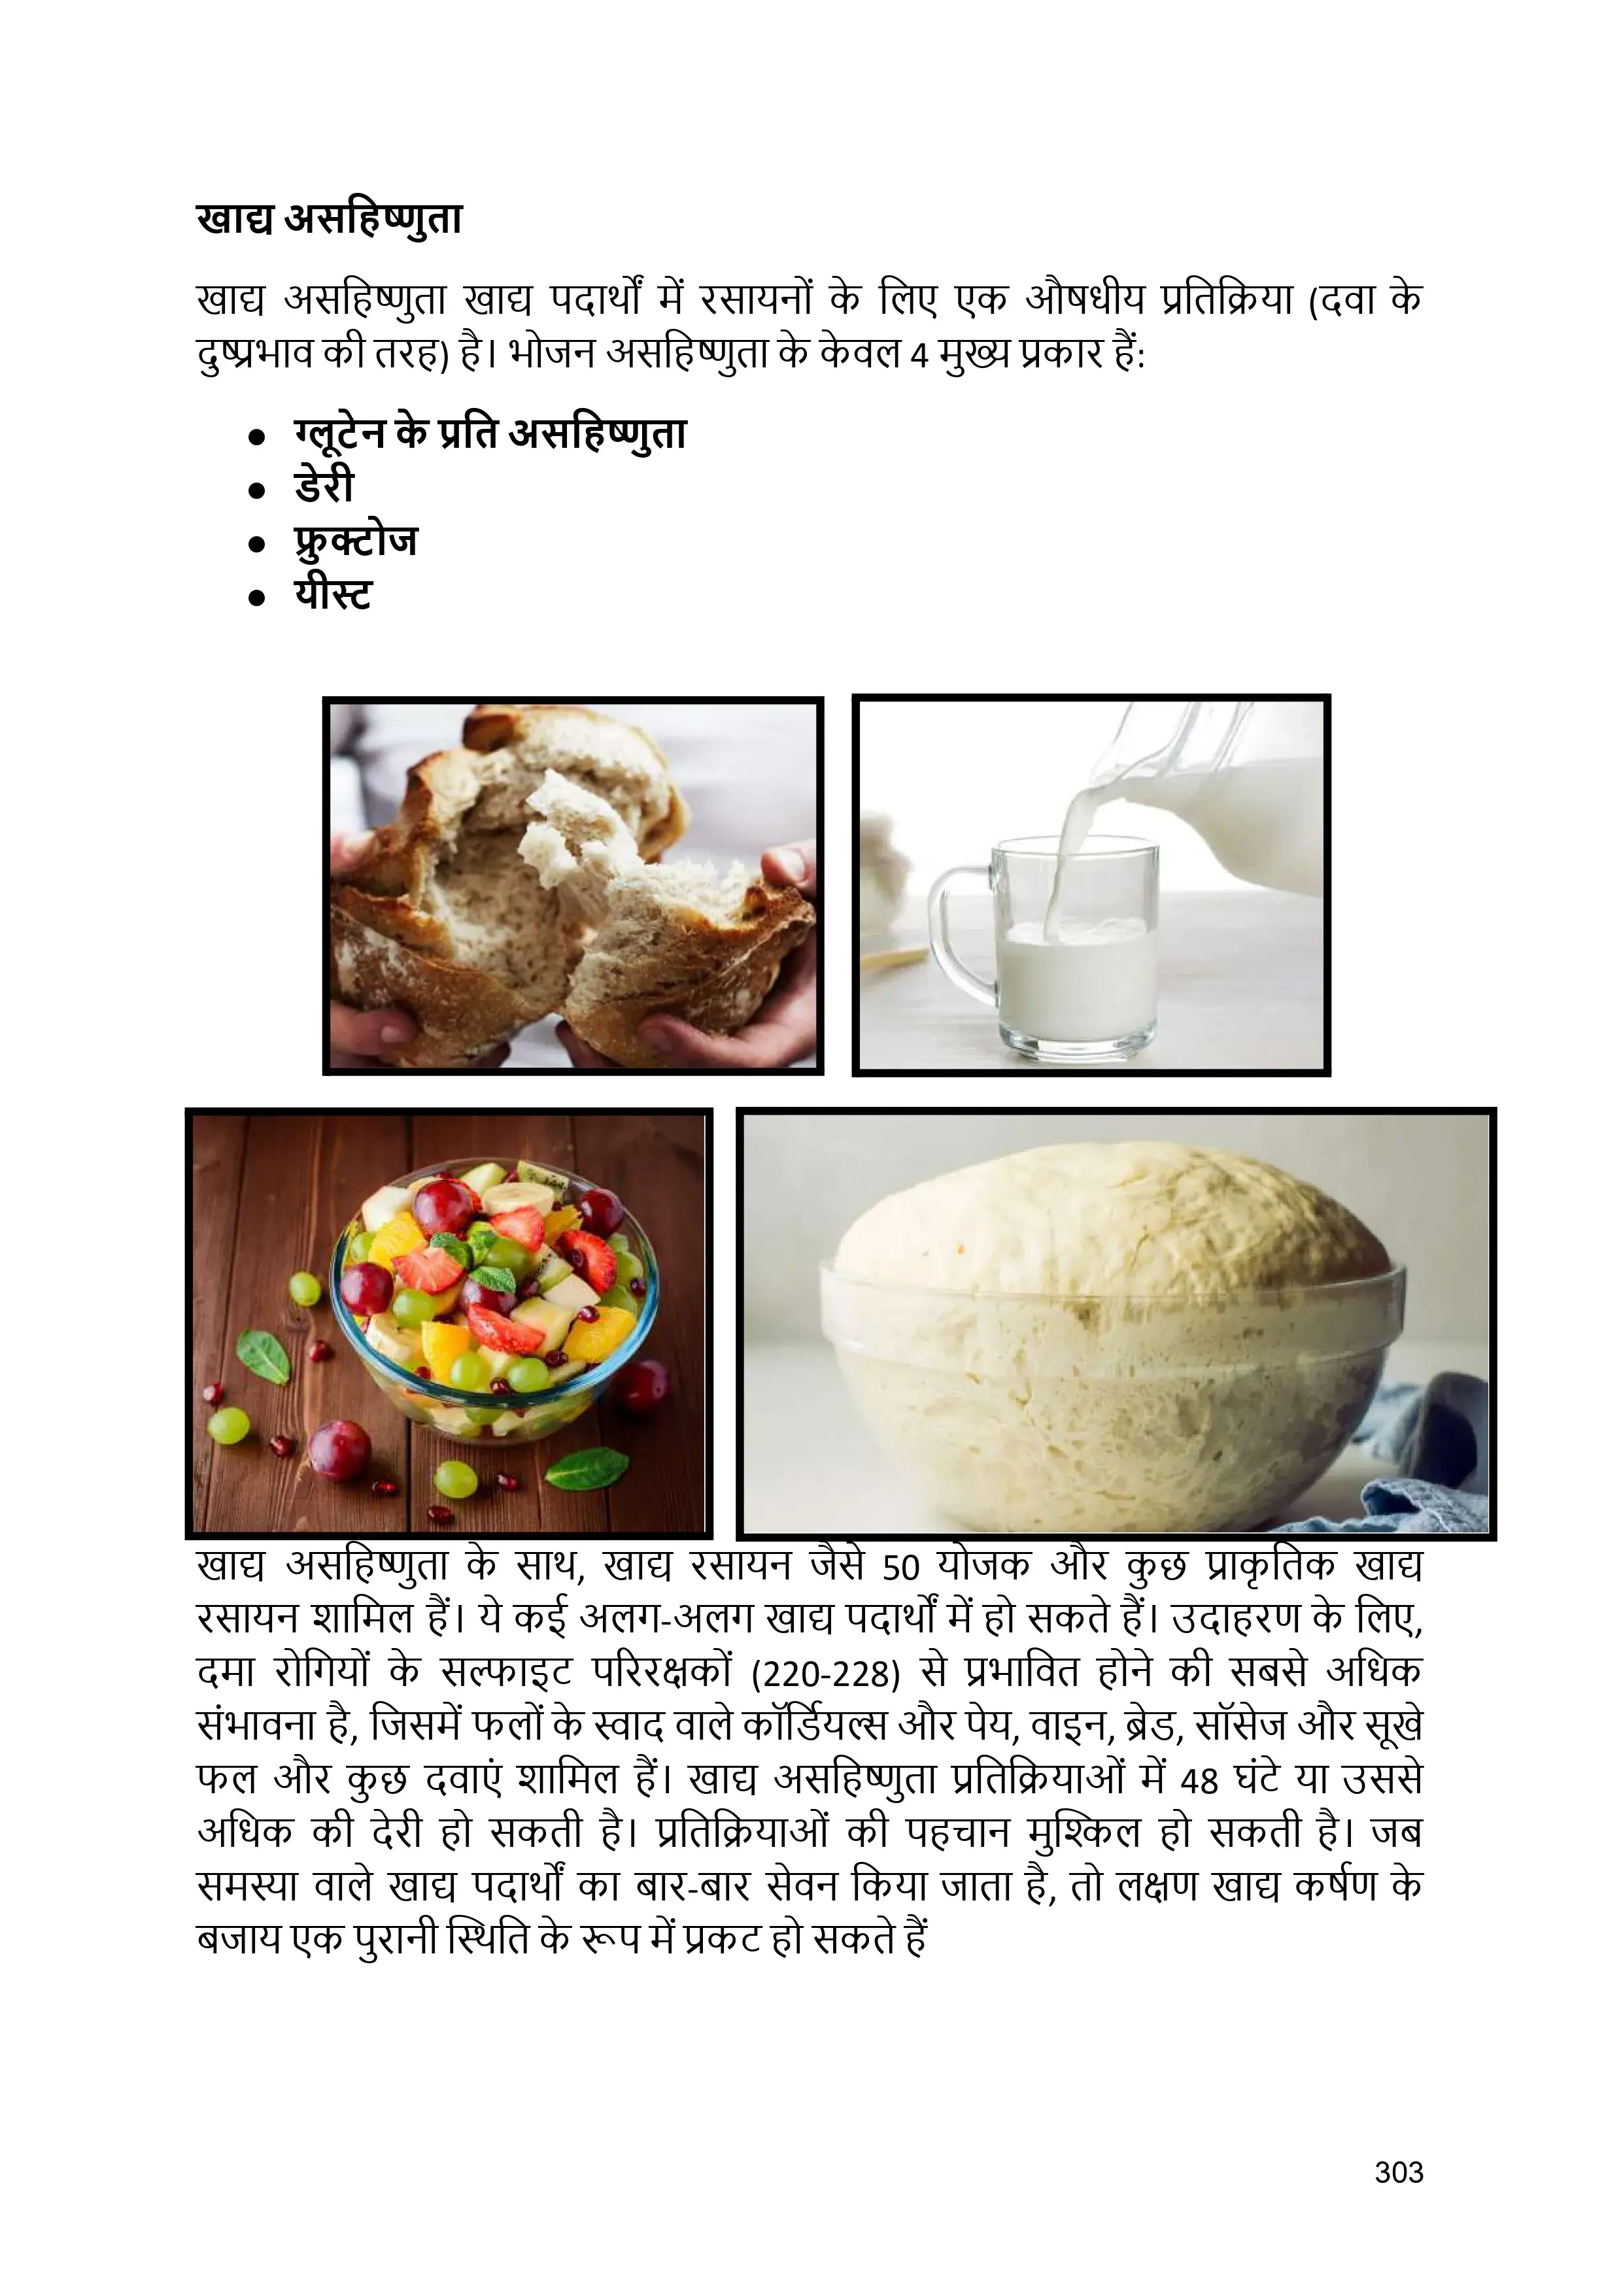 खाद्य असहिष्णुता
खाद्य असहिष्णुता खाद्य पदार्थों में रसायनों के लिए एक औषधीय प्रतिक्रिया (दवा के
दुष्प्रभाव की तरह) है। भोजन असहिष्णुता के केवल 4 मुख्य प्रकार हैं:
● ग्लूटेन के प्रति असहिष्णुता
● डेरी
● फ्रुक्टोज
● यीस्ट
खाद्य असहिष्णुता के साथ, खाद्य रसायन जैसे 50 योजक और कुछ प्राकृतिक खाद्य
रसायन शामिल हैं। ये कई अलग-अलग खाद्य पदार्थों में हो सकते हैं। उदाहरण के लिए,
दमा रोगियों के सल्फाइट परिरक्षकों (220-228) से प्रभावित होने की सबसे अधिक
संभावना है, जिसमें फलों के स्वाद वाले कॉर्डियल्स और पेय, वाइन, ब्रेड, सॉसेज और सूखे
फल और कुछ दवाएं शामिल हैं। खाद्य असहिष्णुता प्रतिक्रियाओं में 48 घंटे या उससे
अधिक की देरी हो सकती है। प्रतिक्रियाओं की पहचान मुश्किल हो सकती है। जब
समस्या वाले खाद्य पदार्थों का बार-बार सेवन किया जाता है, तो लक्षण खाद्य कर्षण के
बजाय एक पुरानी स्थिति के रूप में प्रकट हो सकते हैं
303